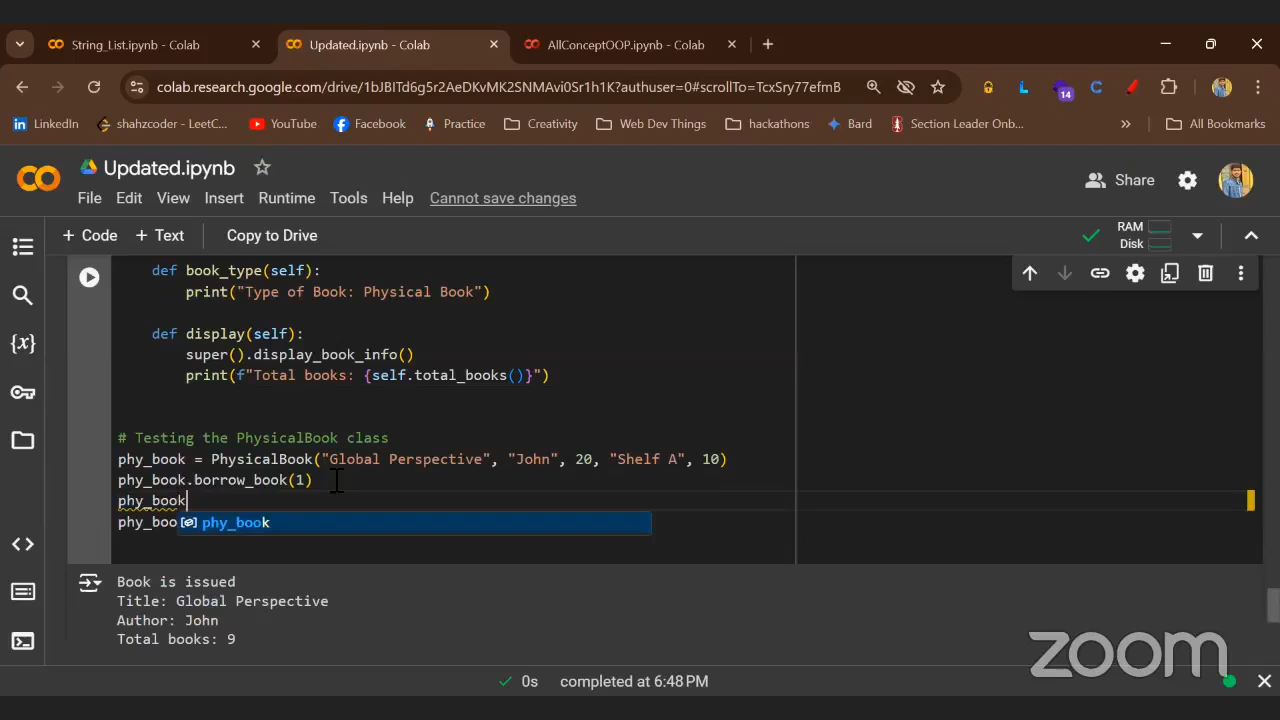 String_List.ipynb - Colab
Updated.ipynb - Colab
AllConceptOOP.ipynb - Colab
colab.research.google.com/drive/1bJBITd6g5r2AeDKvMK2SNMAvi0Sr1h1K?authuser=0#scrollTo=TcxSry77efmB
14
LinkedIn
shahzcoder - LeetC...
YouTube
Facebook
Practice
Creativity
Web Dev Things
hackathons
Bard
Section Leader Onb...
»
All Bookmarks
Updated.ipynb
Share
File Edit View Insert Runtime Tools Help Cannot save changes
+ Code + Text Copy to Drive
RAM
Disk
def book_type(self):
print("Type of Book: Physical Book")
def display(self):
super().display_book_info()
print(f"Total books: {self.total_books()}")
# Testing the PhysicalBook class
phy_book = PhysicalBook("Global Perspective", "John", 20, "Shelf A", 10)
phy_book.borrow_book(1)
phy_book
phy_boo phy_book
Book is issued
Title: Global Perspective
Author: John
Total books: 9
zoom
0s completed at 6:48 PM